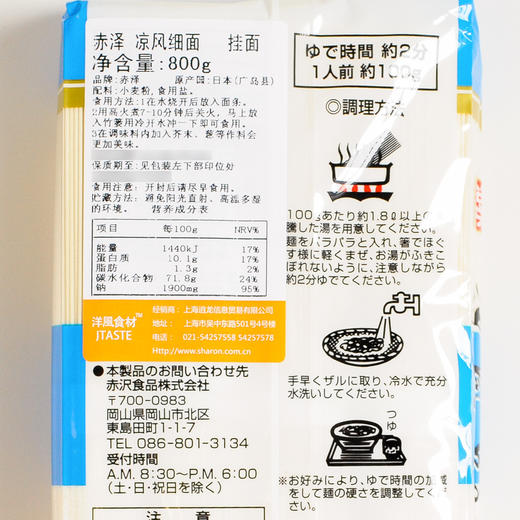 赤泽 凉风细面 挂面
净含量:800g
品牌:赤泽 原产国:日本(广岛县)
配料:小麦粉,食用盐。
食用方法:1在水烧开后放入面条。
2用高火煮7-10分钟后关火,马上放
入竹篓用冷开水冲一下即可食用。
3在调味料内加入芥末、葱等作料会
更加美味。
保质期至:见包装左下部印位处
食用注意: 开封后请尽早食用。
贮藏方法: 避免阳光直射、高温多湿
的环境。 营养成分表
项目 每100g NRV%
能量 1440kJ 17%
蛋白质 10.1g 17%
脂肪 1.3g 2%
碳水化合物 71.8g 24%
钠 1900mg 95%
洋風食材™
JTASTE
经销商:上海逍龙信息贸易有限公司
地址: 上海市吴中东路501号4号楼
电话: 021-54257558 54257578
http://www.sharon.com.cn
●本製品のお問い合わせ先
赤沢食品株式会社
〒700-0983
岡山県岡山市北区
東島田町1-1-7
TEL 086-801-3134
受付時間
A.M. 8:30~P.M. 6:00
(土・日・祝日を除く)
注意
ゆで時間 約2分
1人前 約100g
◎調理方法
100gあたり約1.8ℓ以上の沸
騰した湯を用意してください。
麺をバラバラと入れ、箸でほぐ
す様に軽くまぜ、お湯がふきこ
ぼれないように、注意しながら
約2分ゆでてください。
手早くザルに取り、冷水で充分
水洗いしてください。
つゆ
※お好みにより、ゆで時間の加減
をして麺の硬さを調整してくだ
さい。